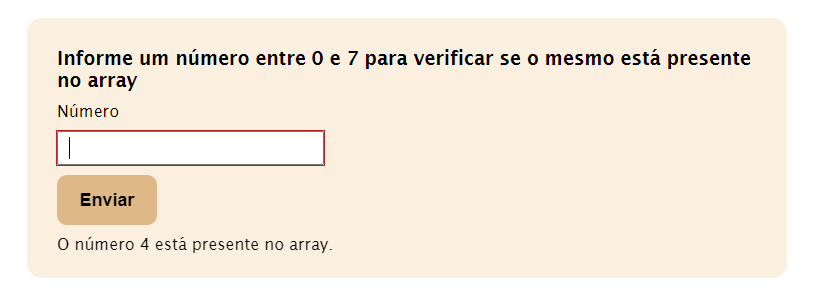 Informe um número entre 0 e 7 para verificar se o mesmo está presente
no array
Número
Enviar
O número 4 está presente no array.